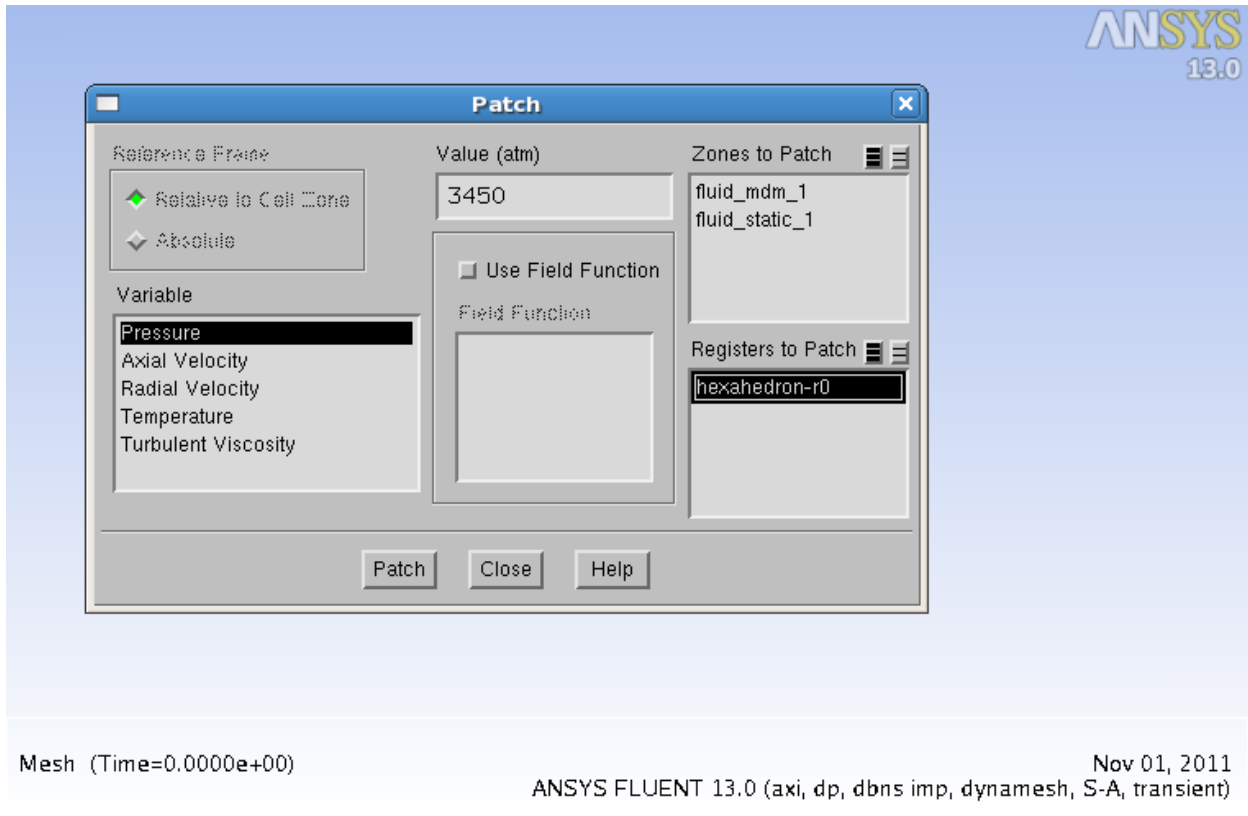 ANSYS
13.0
Patch
Reference Frame
Relative to Cell Zone
Absolute
Variable
Pressure
Axial Velocity
Radial Velocity
Temperature
Turbulent Viscosity
Value (atm)
3450
Use Field Function
Field Function
Zones to Patch
fluid_mdm_1
fluid_static_1
Registers to Patch
hexahedron-r0
Patch
Close
Help
Mesh (Time=0.0000e+00)
Nov 01, 2011
ANSYS FLUENT 13.0 (axi, dp, dbns imp, dynamesh, S-A, transient)